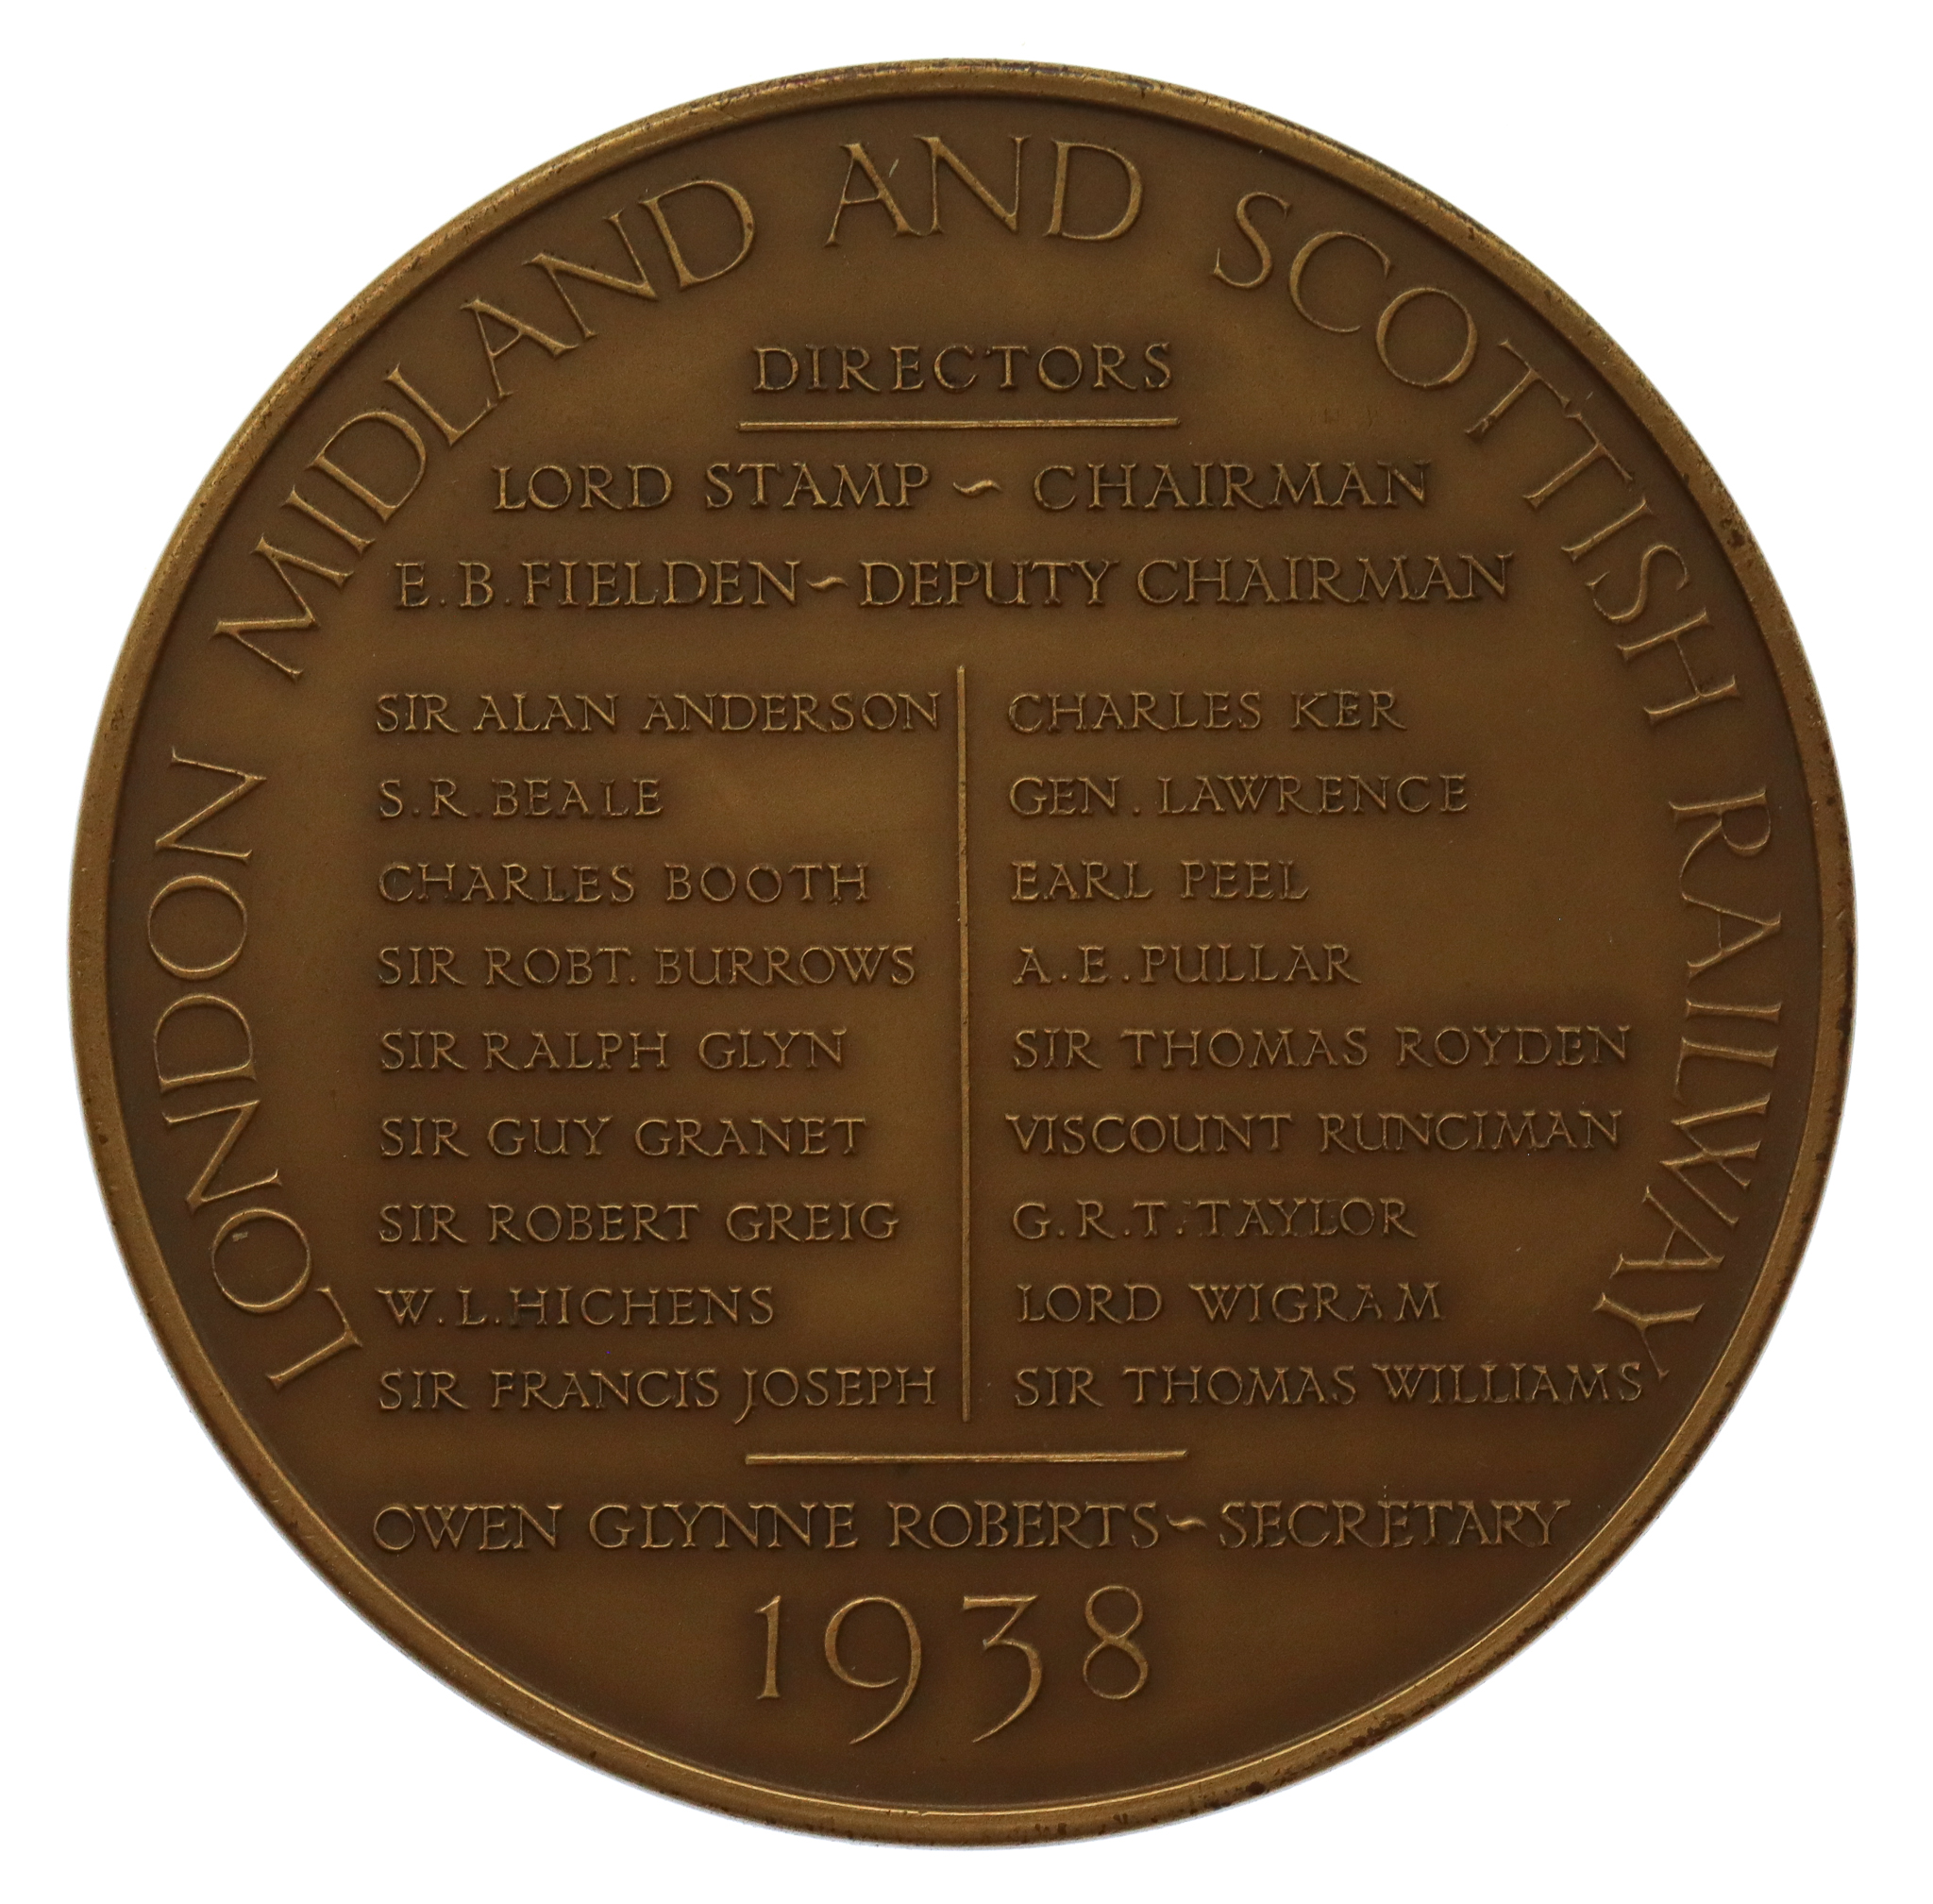 LONDON MIDLAND AND SCOTTISH RAILWAY
DIRECTORS
LORD STAMP ~ CHAIRMAN
E.B.FIELDEN~DEPUTY CHAIRMAN
SIR ALAN ANDERSON
S.R.BEALE
CHARLES BOOTH
SIR ROBT. BURROWS
SIR RALPH GLYN
SIR GUY GRANET
SIR ROBERT GREIG
W.L.HICHENS
SIR FRANCIS JOSEPH
CHARLES KER
GEN. LAWRENCE
EARL PEEL
A.E.PULLAR
SIR THOMAS ROYDEN
VISCOUNT RUNCIMAN
G.R.T.TAYLOR
LORD WIGRAM
SIR THOMAS WILLIAMS
OWEN GLYNNE ROBERTS~SECRETARY
1938